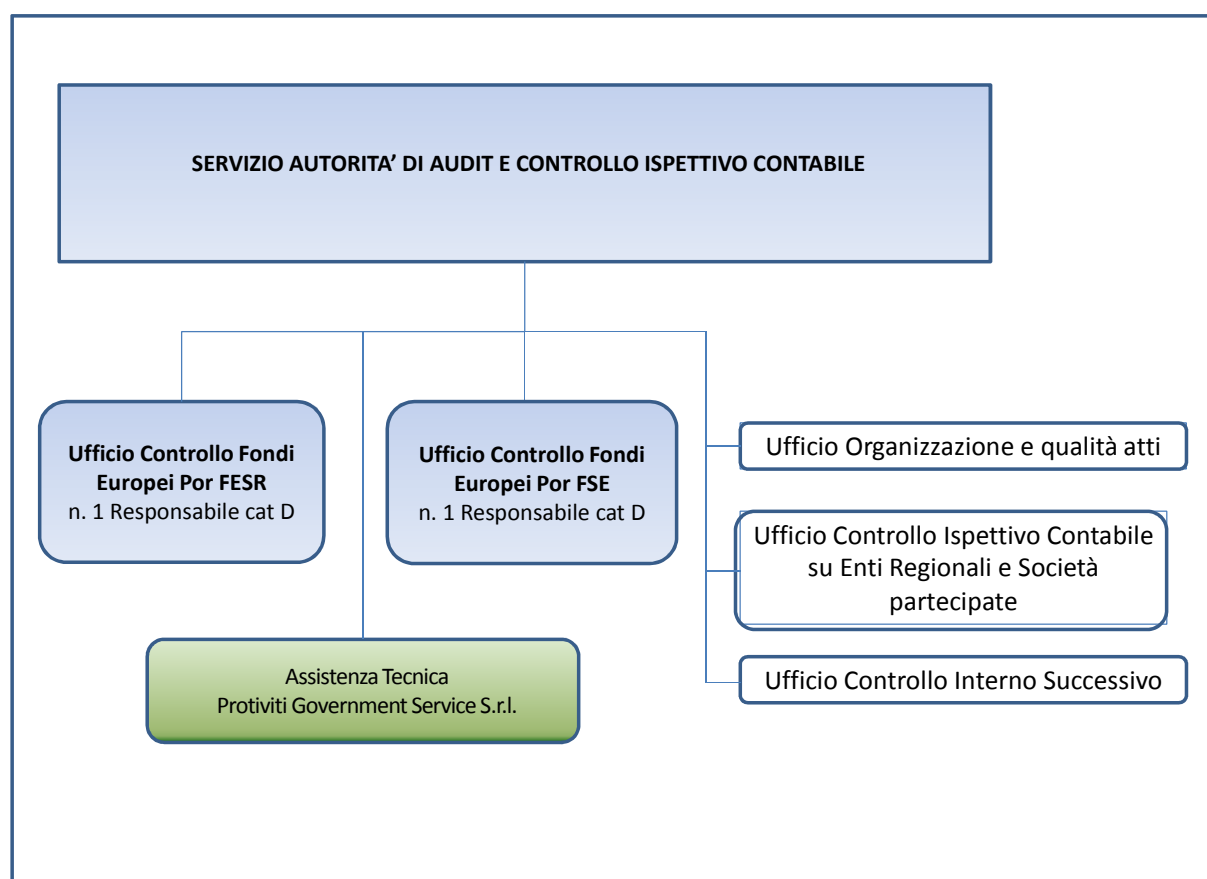 SERVIZIO AUTORITA’ DI AUDIT E CONTROLLO ISPETTIVO CONTABILE
Ufficio Controllo Fondi
Europei Por FESR
n. 1 Responsabile cat D
Ufficio Controllo Fondi
Europei Por FSE
n. 1 Responsabile cat D
Ufficio Organizzazione e qualità atti
Ufficio Controllo Ispettivo Contabile
su Enti Regionali e Società
partecipate
Assistenza Tecnica
Protiviti Government Service S.r.l.
Ufficio Controllo Interno Successivo